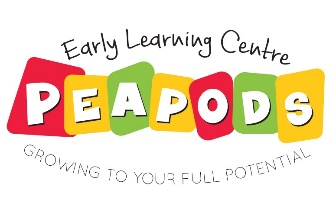 Early Learning Centre
PEAPODS
GROWING TO YOUR FULL POTENTIAL